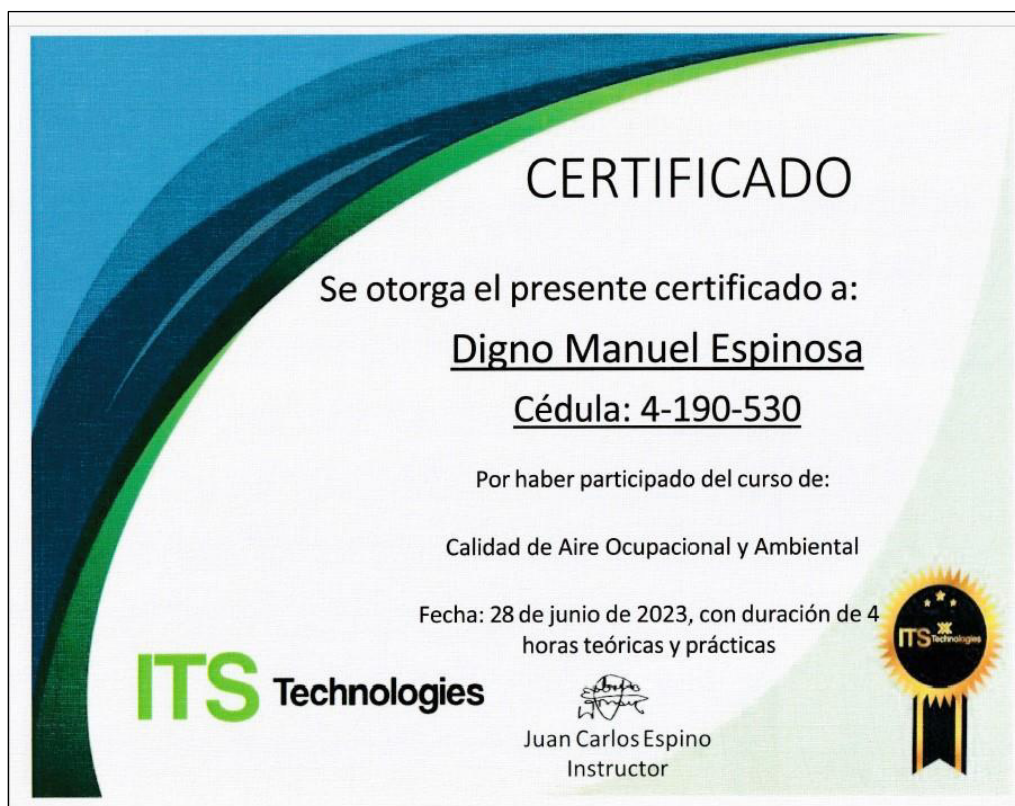 CERTIFICADO
Se otorga el presente certificado a:
Digno Manuel Espinosa
Cédula: 4-190-530
Por haber participado del curso de:
Calidad de Aire Ocupacional y Ambiental
Fecha: 28 de junio de 2023, con duración de 4
horas teóricas y prácticas
ITS Technologies
ITS Technologies
Juan Carlos Espino
Instructor